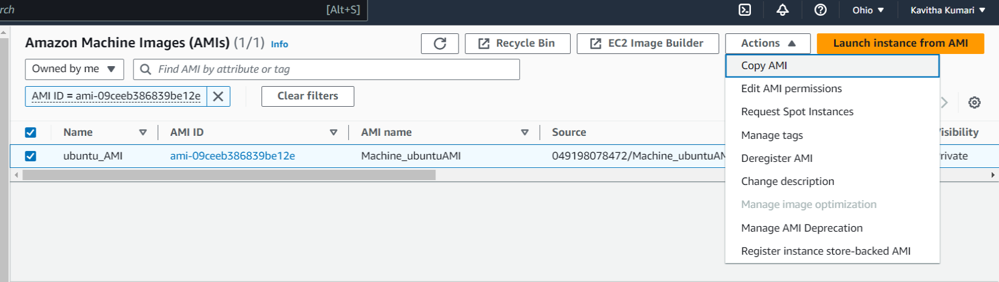 rch [Alt+S] Ohio Kavitha Kumari
Amazon Machine Images (AMIs) (1/1) Info Recycle Bin EC2 Image Builder Actions Launch instance from AMI
Owned by me Find AMI by attribute or tag
AMI ID = ami-09ceeb386839be12e Clear filters
Name AMI ID AMI name Source isibility
ubuntu_AMI ami-09ceeb386839be12e Machine_ubuntuAMI 049198078472/Machine_ubuntuAM rivate
Copy AMI
Edit AMI permissions
Request Spot Instances
Manage tags
Deregister AMI
Change description
Manage image optimization
Manage AMI Deprecation
Register instance store-backed AMI